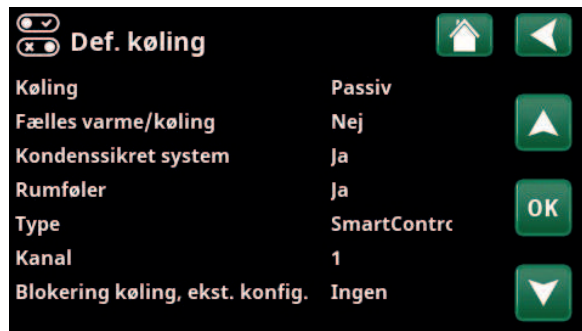 Def. køling
Køling Passiv
Fælles varme/køling Nej
Kondenssikret system Ja
Rumføler Ja
Type SmartContrc
Kanal 1
OK
Blokering køling, ekst. konfig. Ingen